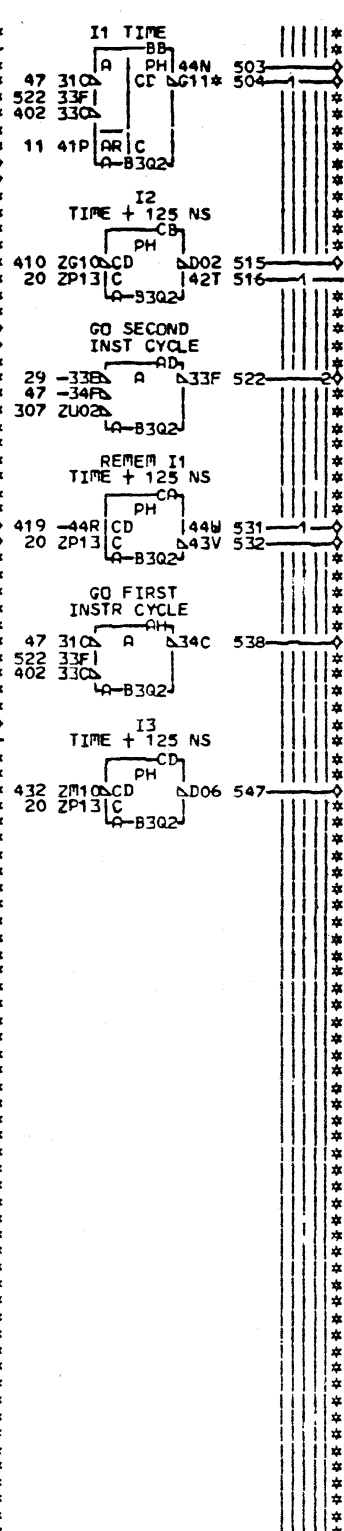 I1 TIME
BB
A PH 44N 503
47 31C CD G11* 504 1
522 33F
402 33C
11 41P AR C
A-B3Q2
I2
TIME + 125 NS
CB
PH
410 ZG10 CD D02 515
20 ZP13 C 42T 516 1
A-B3Q2
GO SECOND
INST CYCLE
AD
29 -33B A 33F 522 2
47 -34F
307 ZU02
A-B3Q2
REMEM I1
TIME + 125 NS
CA
PH
419 -44R CD 44W 531 1
20 ZP13 C 43V 532
A-B3Q2
GO FIRST
INSTR CYCLE
AH
47 31C A 34C 538
522 33F
402 33C
A-B3Q2
I3
TIME + 125 NS
CD
PH
432 ZM10 CD D06 547
20 ZP13 C
A-B3Q2